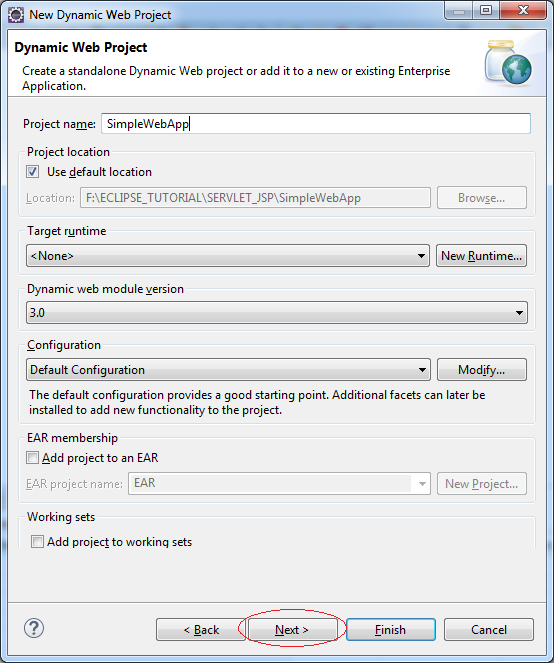 New Dynamic Web Project
Dynamic Web Project
Create a standalone Dynamic Web project or add it to a new or existing Enterprise
Application.
Project name: SimpleWebApp
Project location
Use default location
Location: F:\ECLIPSE_TUTORIAL\SERVLET_JSP\SimpleWebApp Browse...
Target runtime
<None> New Runtime...
Dynamic web module version
3.0
Configuration
Default Configuration Modify...
The default configuration provides a good starting point. Additional facets can later be
installed to add new functionality to the project.
EAR membership
Add project to an EAR
EAR project name: EAR New Project...
Working sets
Add project to working sets
? < Back Next > Finish Cancel